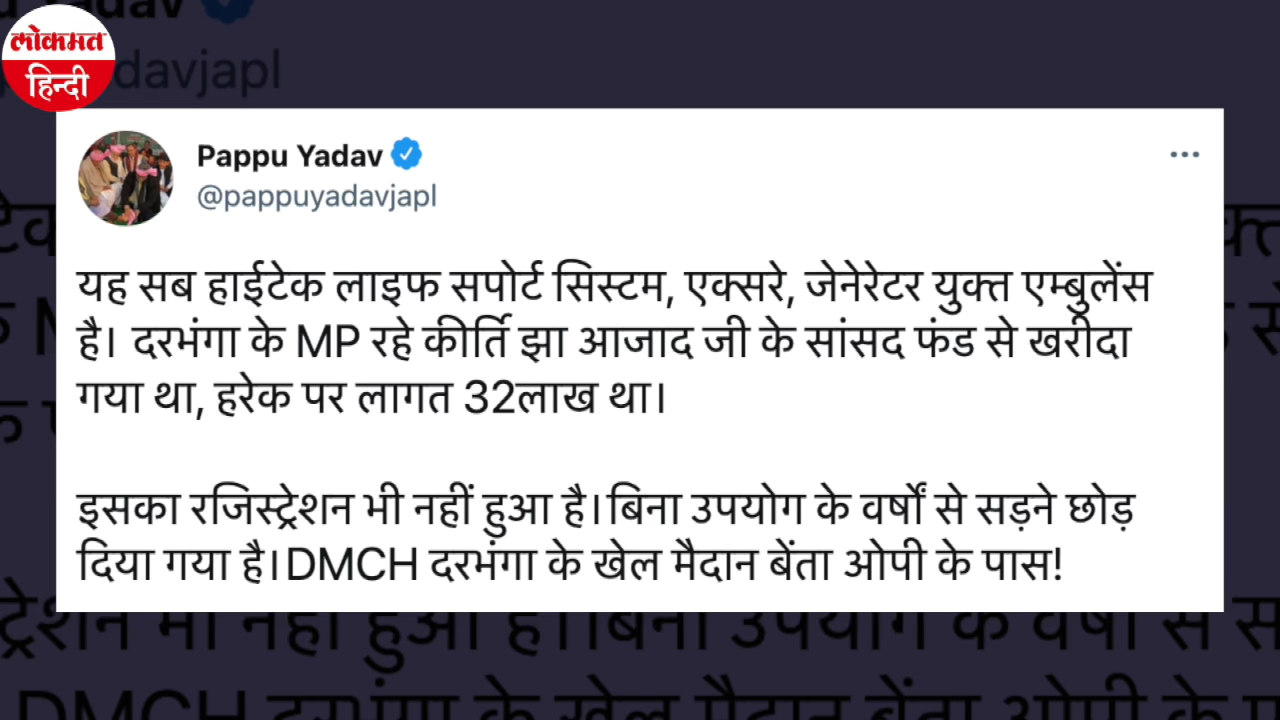 लोकमत
हिन्दी
davjapl
Pappu Yadav
@pappuyadavjapl
यह सब हाईटेक लाइफ सपोर्ट सिस्टम, एक्सरे, जेनेरेटर युक्त एम्बुलेंस
है। दरभंगा के MP रहे कीर्ति झा आजाद जी के सांसद फंड से खरीदा
गया था, हरेक पर लागत 32लाख था।
इसका रजिस्ट्रेशन भी नहीं हुआ है।बिना उपयोग के वर्षों से सड़ने छोड़
दिया गया है।DMCH दरभंगा के खेल मैदान बेंता ओपी के पास!